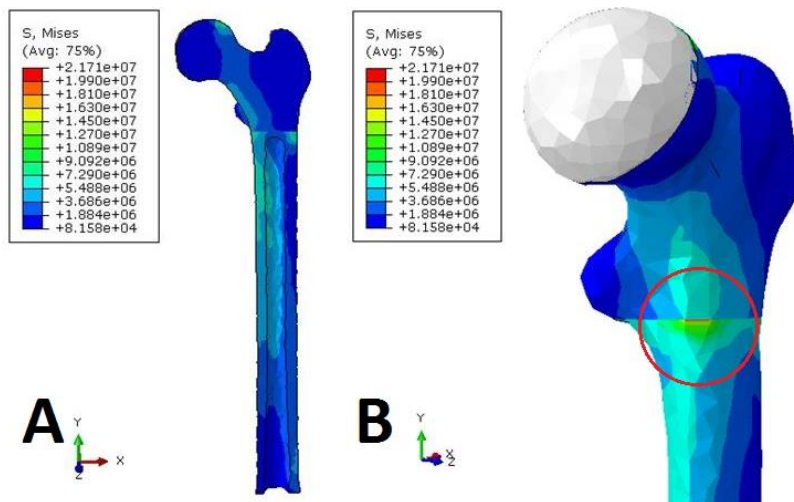 S, Mises
(Avg: 75%)
+2.171e+07
+1.990e+07
+1.810e+07
+1.630e+07
+1.450e+07
+1.270e+07
+1.089e+07
+9.092e+06
+7.290e+06
+5.488e+06
+3.686e+06
+1.884e+06
+8.158e+04
A
Y
X
Z
S, Mises
(Avg: 75%)
+2.171e+07
+1.990e+07
+1.810e+07
+1.630e+07
+1.450e+07
+1.270e+07
+1.089e+07
+9.092e+06
+7.290e+06
+5.488e+06
+3.686e+06
+1.884e+06
+8.158e+04
B
Y
X
Z